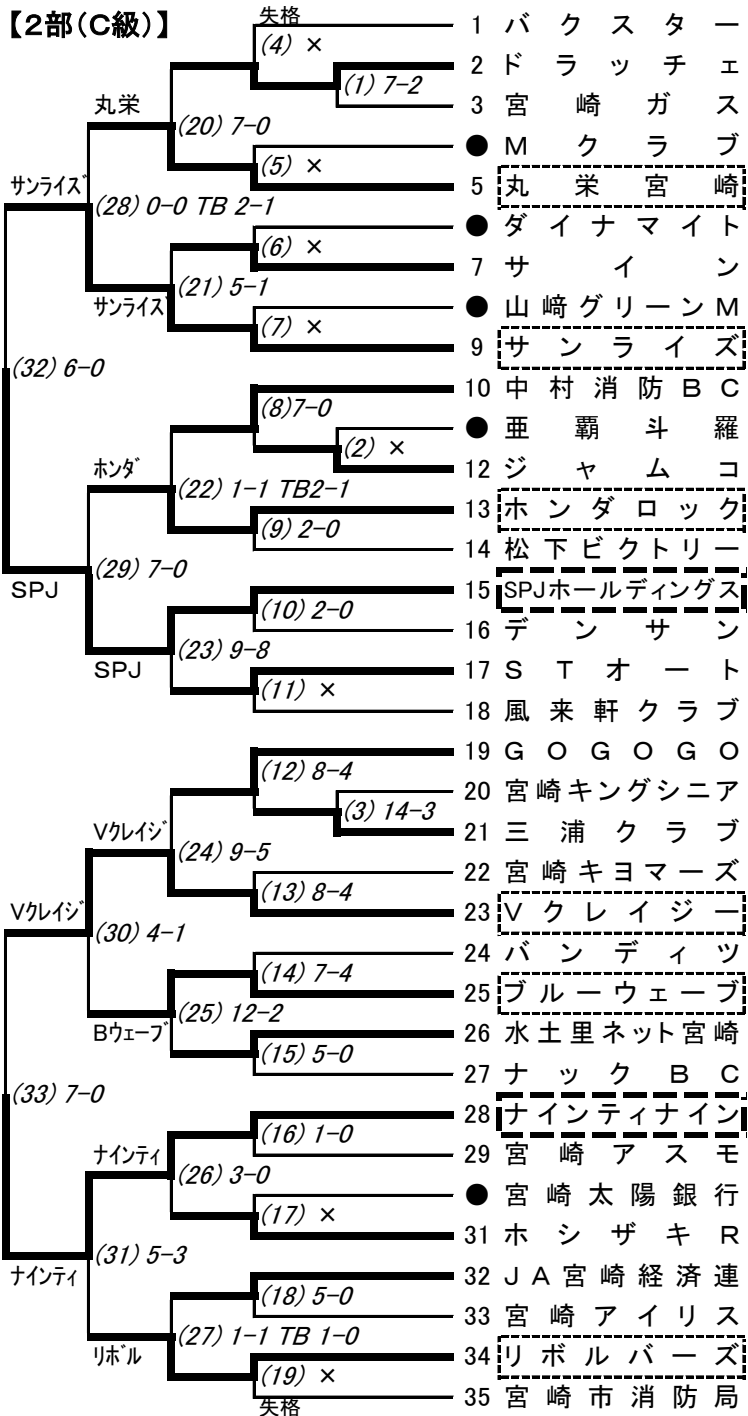 【2部(C級)】
失格
1 バクスター
(4) ×
2 ドラッチェ
(1) 7-2
3 宮崎ガス
丸栄
(20) 7-0
● Mクラブ
(5) ×
5 丸栄宮崎
サンライズ
(28) 0-0 TB 2-1
● ダイナマイト
(6) ×
7 サイン
(21) 5-1
サンライズ
● 山﨑グリーンM
(7) ×
9 サンライズ
(32) 6-0
10 中村消防BC
(8)7-0
● 亜覇斗羅
(2) ×
12 ジャムコ
ホンダ
(22) 1-1 TB2-1
13 ホンダロック
(9) 2-0
14 松下ビクトリー
(29) 7-0
SPJ
15 SPJホールディングス
(10) 2-0
16 デンサン
(23) 9-8
SPJ
17 STオート
(11) ×
18 風来軒クラブ
19 GOGOGO
(12) 8-4
20 宮崎キングシニア
(3) 14-3
21 三浦クラブ
Vクレイジ
(24) 9-5
22 宮崎キヨマーズ
(13) 8-4
23 Vクレイジー
Vクレイジ
(30) 4-1
24 バンディツ
(14) 7-4
25 ブルーウェーブ
(25) 12-2
Bウェーブ
26 水土里ネット宮崎
(15) 5-0
27 ナックBC
(33) 7-0
28 ナインティナイン
(16) 1-0
29 宮崎アスモ
ナインティ
(26) 3-0
● 宮崎太陽銀行
(17) ×
31 ホシザキR
(31) 5-3
ナインティ
32 JA宮崎経済連
(18) 5-0
33 宮崎アイリス
(27) 1-1 TB 1-0
リボル
34 リボルバーズ
(19) ×
35 宮崎市消防局
失格